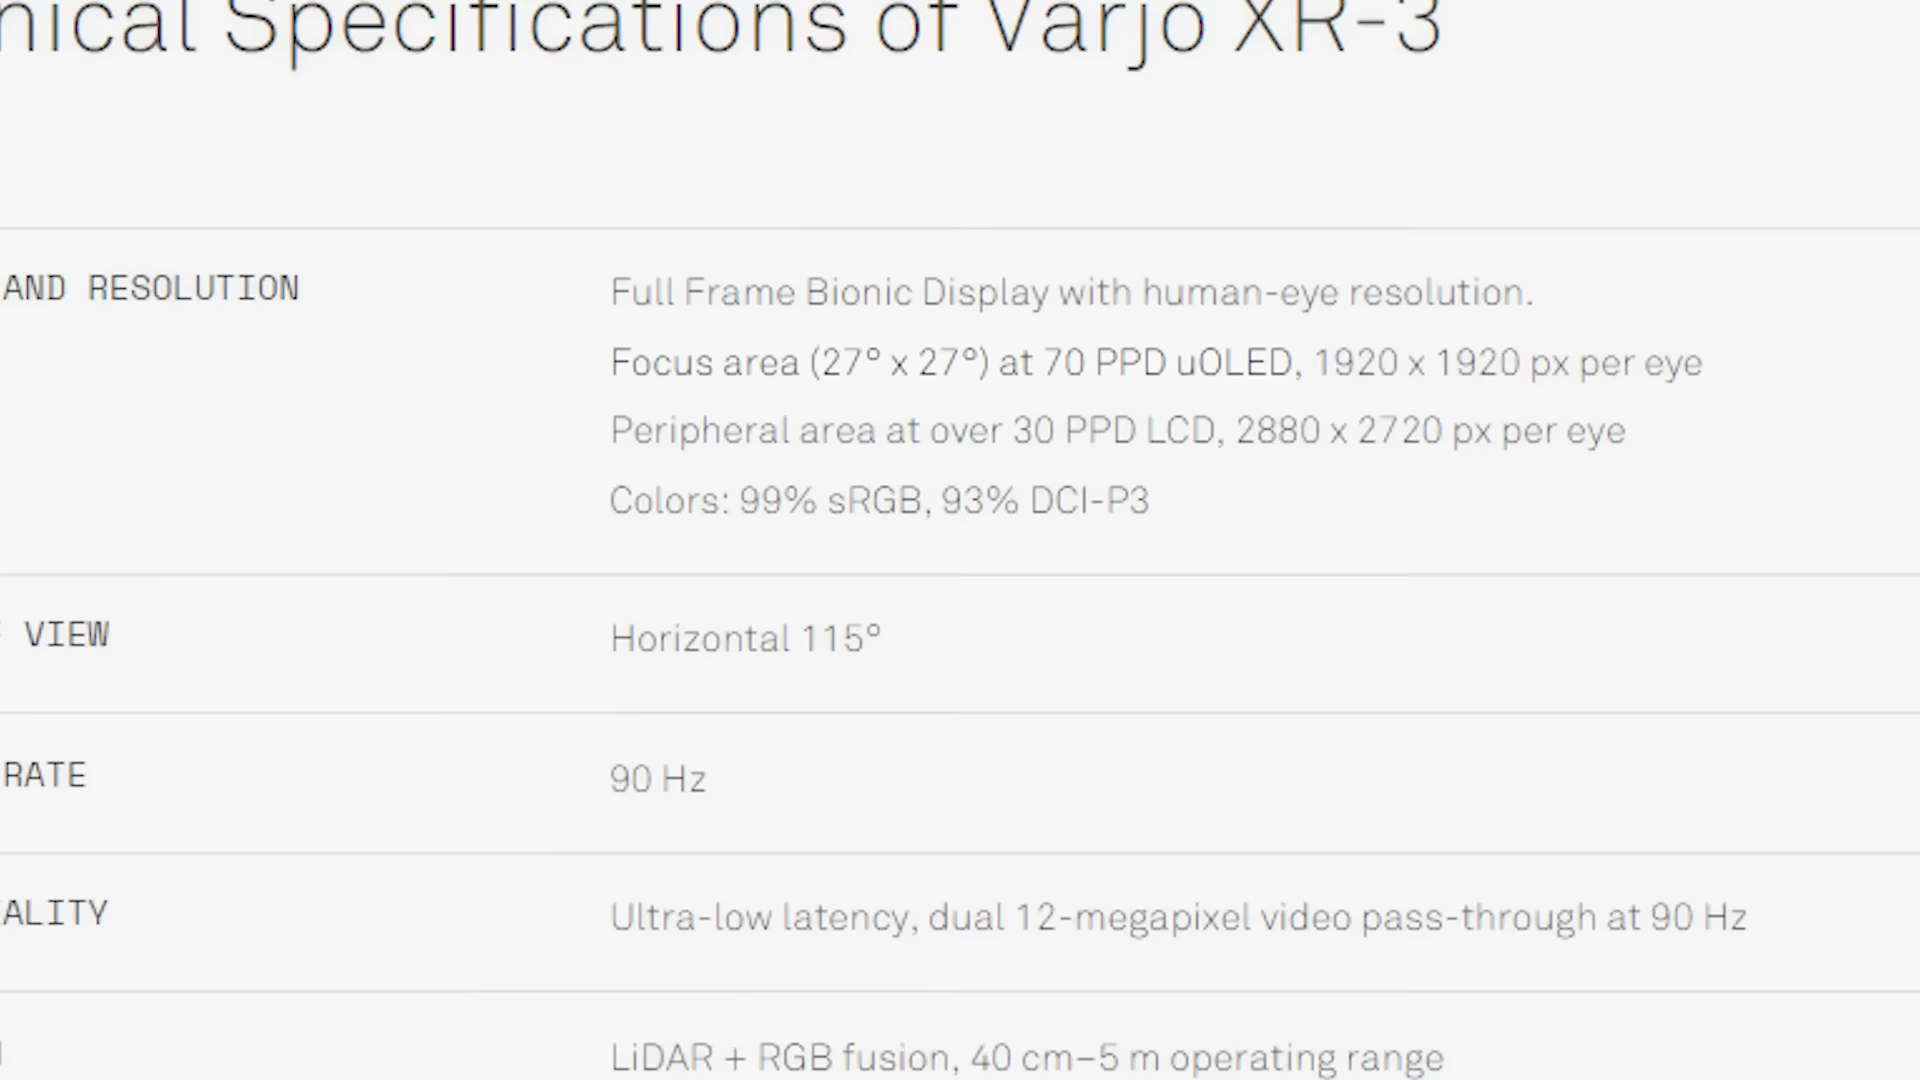 nical Specifications of Varjo XR-3
AND RESOLUTION
Full Frame Bionic Display with human-eye resolution.
Focus area (27° x 27°) at 70 PPD uOLED, 1920 x 1920 px per eye
Peripheral area at over 30 PPD LCD, 2880 x 2720 px per eye
Colors: 99% sRGB, 93% DCI-P3
VIEW
Horizontal 115°
RATE
90 Hz
ALITY
Ultra-low latency, dual 12-megapixel video pass-through at 90 Hz
LiDAR + RGB fusion, 40 cm–5 m operating range